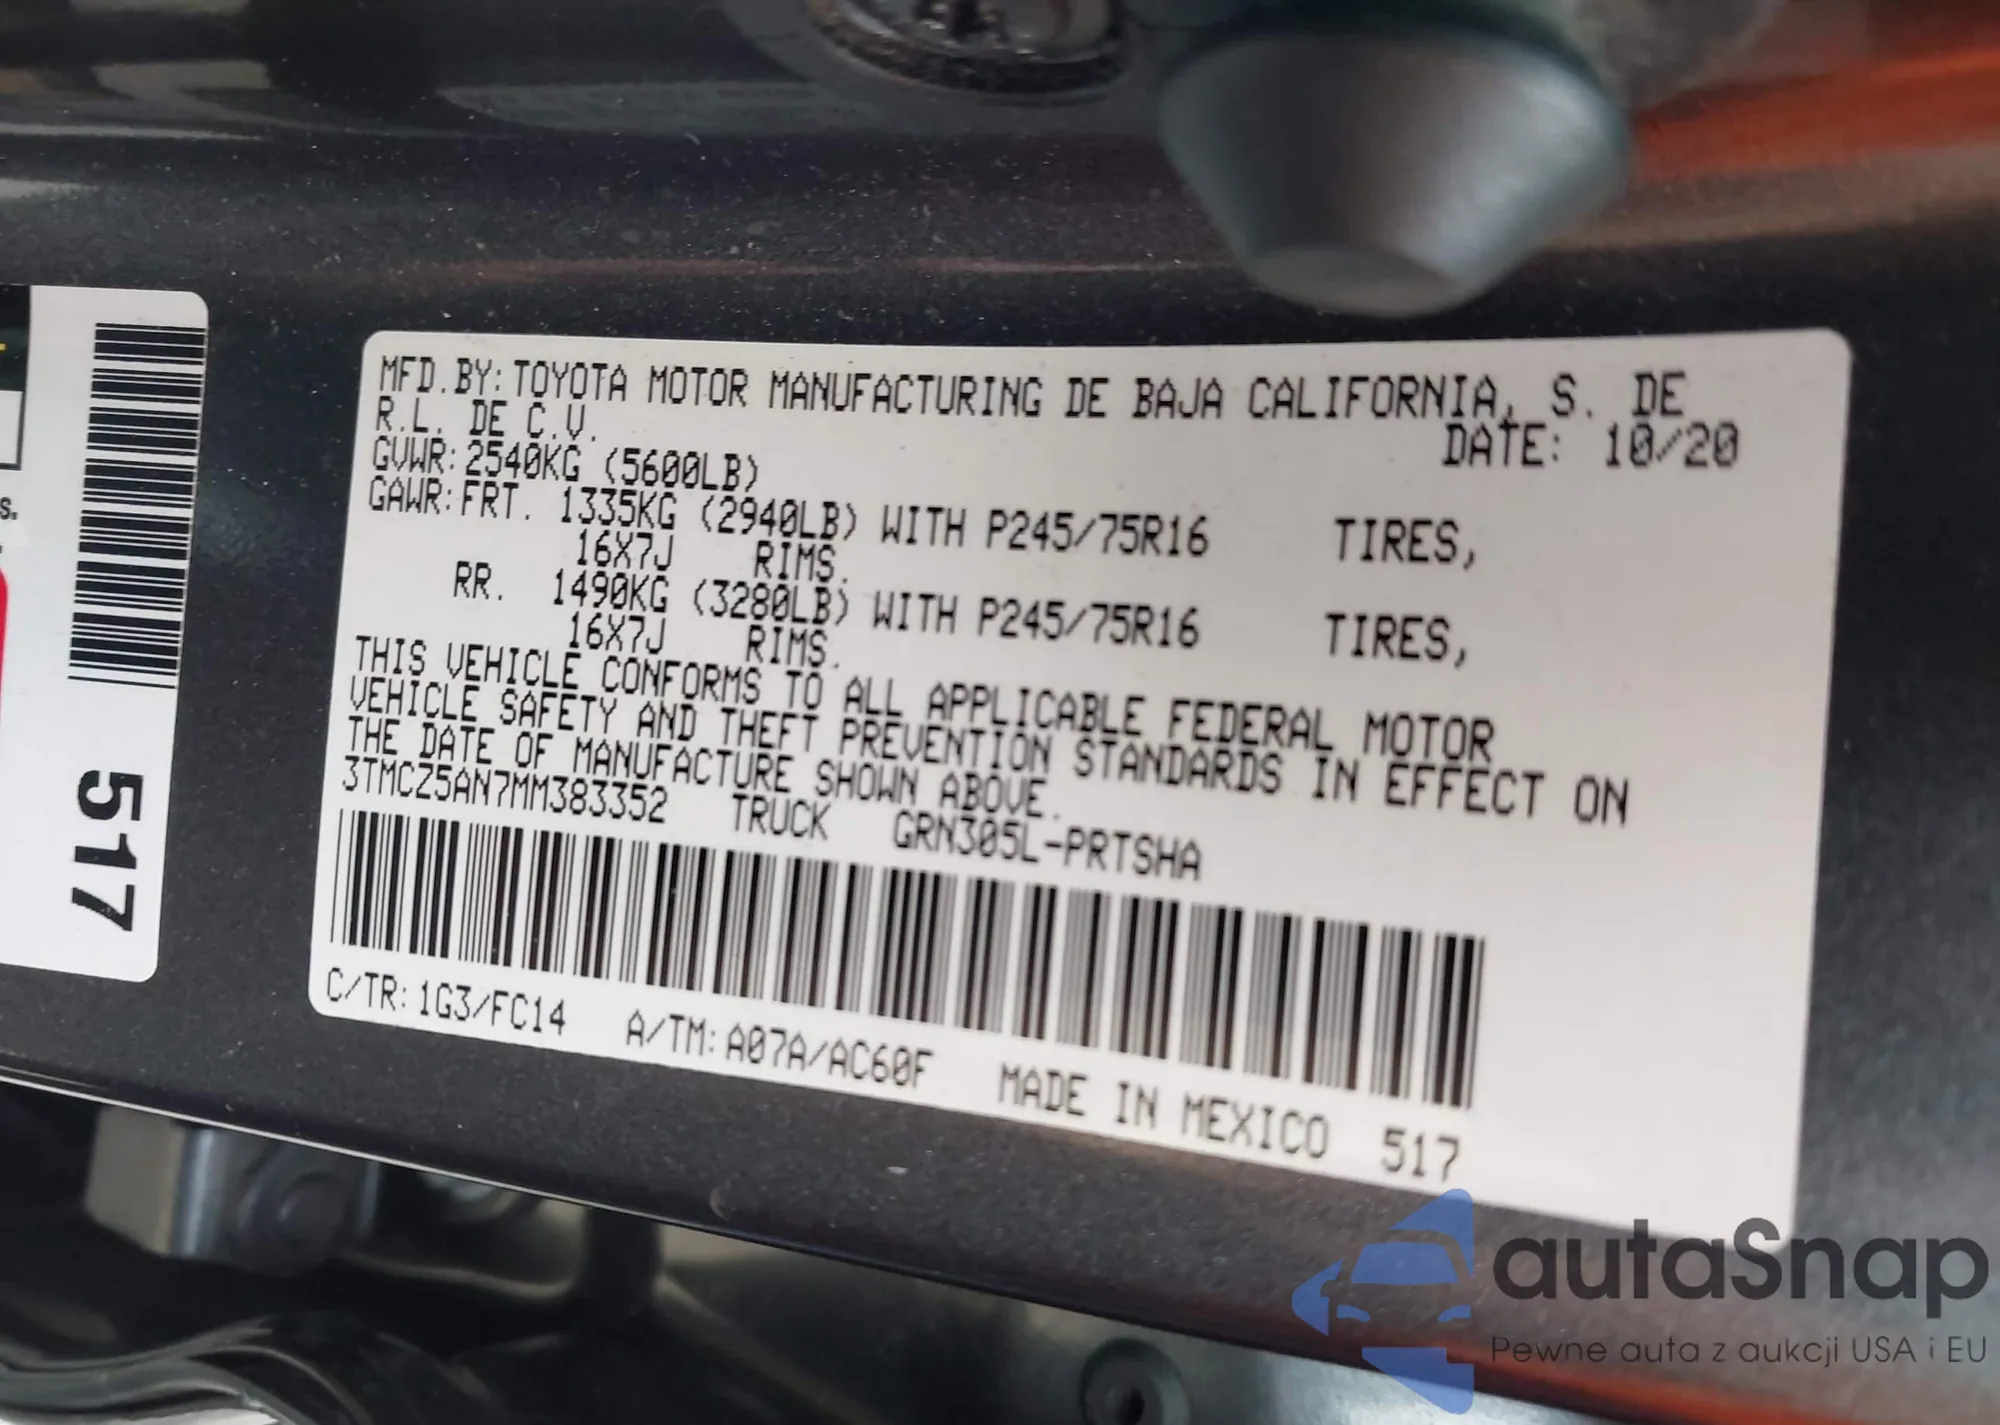 MFD.BY:TOYOTA MOTOR MANUFACTURING DE BAJA CALIFORNIA, S. DE
R.L. DE C.V.
DATE: 10/20
GVWR:2540KG (5600LB)
GAWR:FRT. 1335KG (2940LB) WITH P245/75R16 TIRES,
16X7J RIMS.
RR. 1490KG (3280LB) WITH P245/75R16 TIRES,
16X7J RIMS.
THIS VEHICLE CONFORMS TO ALL APPLICABLE FEDERAL MOTOR
VEHICLE SAFETY AND THEFT PREVENTION STANDARDS IN EFFECT ON
THE DATE OF MANUFACTURE SHOWN ABOVE.
3TMCZ5AN7MM383352 TRUCK GRN305L-PRTSHA
C/TR:1G3/FC14 A/TM:A07A/AC60F MADE IN MEXICO 517
517
s.
autaSnap
Pewne auta z aukcji USA i EU